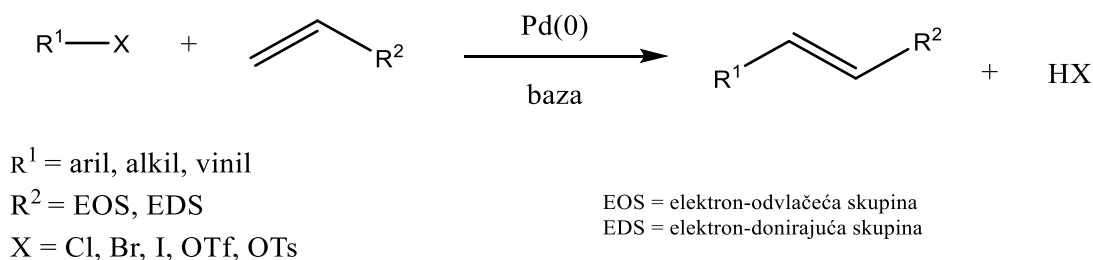 R¹—X + R² Pd(0) baza R¹ R² + HX
R¹ = aril, alkil, vinil
R² = EOS, EDS
X = Cl, Br, I, OTf, OTs
EOS = elektron-odvlačeća skupina
EDS = elektron-donirajuća skupina